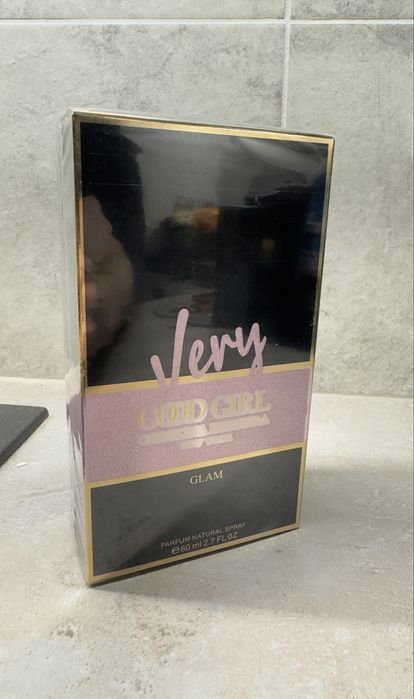 Very
GOOD GIRL
GLAM
PARFUM NATURAL SPRAY
℮80 ml 2.7 FL OZ